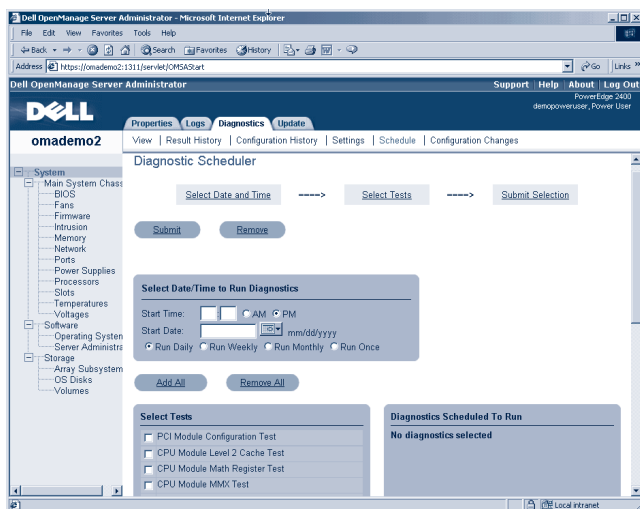 Dell OpenManage Server Administrator - Microsoft Internet Explorer
File Edit View Favorites Tools Help
Back Search Favorites History
Address https://omademo2:1311/servlet/OMSAStart Go Links »
Dell OpenManage Server Administrator Support Help About Log Out
PowerEdge 2400
demopoweruser, Power User
DELL
Properties Logs Diagnostics Update
omademo2
View | Result History | Configuration History | Settings | Schedule | Configuration Changes
System
Main System Chass
BIOS
Fans
Firmware
Intrusion
Memory
Network
Ports
Power Supplies
Processors
Slots
Temperatures
Voltages
Software
Operating System
Server Administra
Storage
Array Subsystem
OS Disks
Volumes
Diagnostic Scheduler
Select Date and Time ----> Select Tests ----> Submit Selection
Submit Remove
Select Date/Time to Run Diagnostics
Start Time: : AM PM
Start Date: mm/dd/yyyy
Run Daily Run Weekly Run Monthly Run Once
Add All Remove All
Select Tests
PCI Module Configuration Test
CPU Module Level 2 Cache Test
CPU Module Math Register Test
CPU Module MMX Test
Diagnostics Scheduled To Run
No diagnostics selected
Local intranet